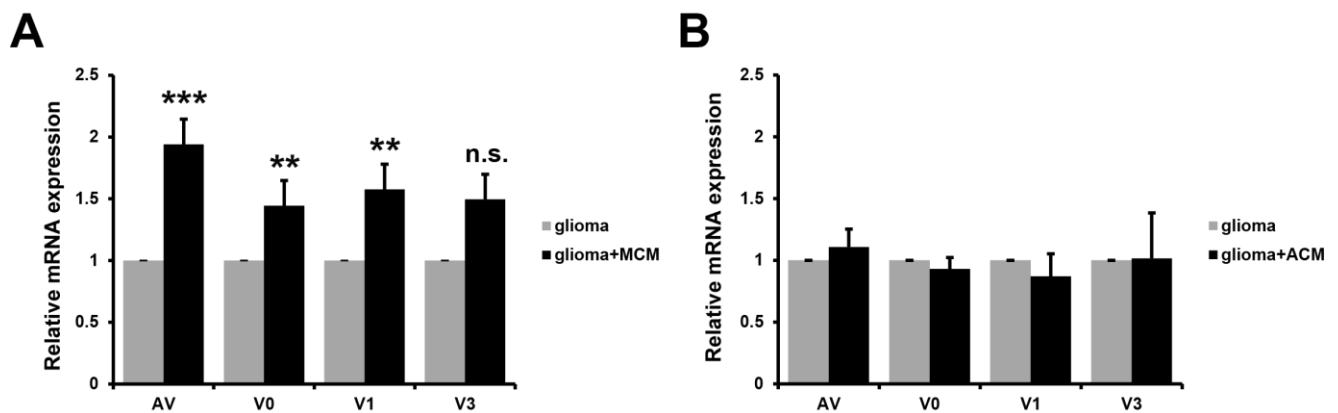 A
Relative mRNA expression
2.5
2
1.5
1
0.5
0
***
**
**
n.s.
AV
V0
V1
V3
glioma
glioma+MCM
B
Relative mRNA expression
2.5
2
1.5
1
0.5
0
AV
V0
V1
V3
glioma
glioma+ACM